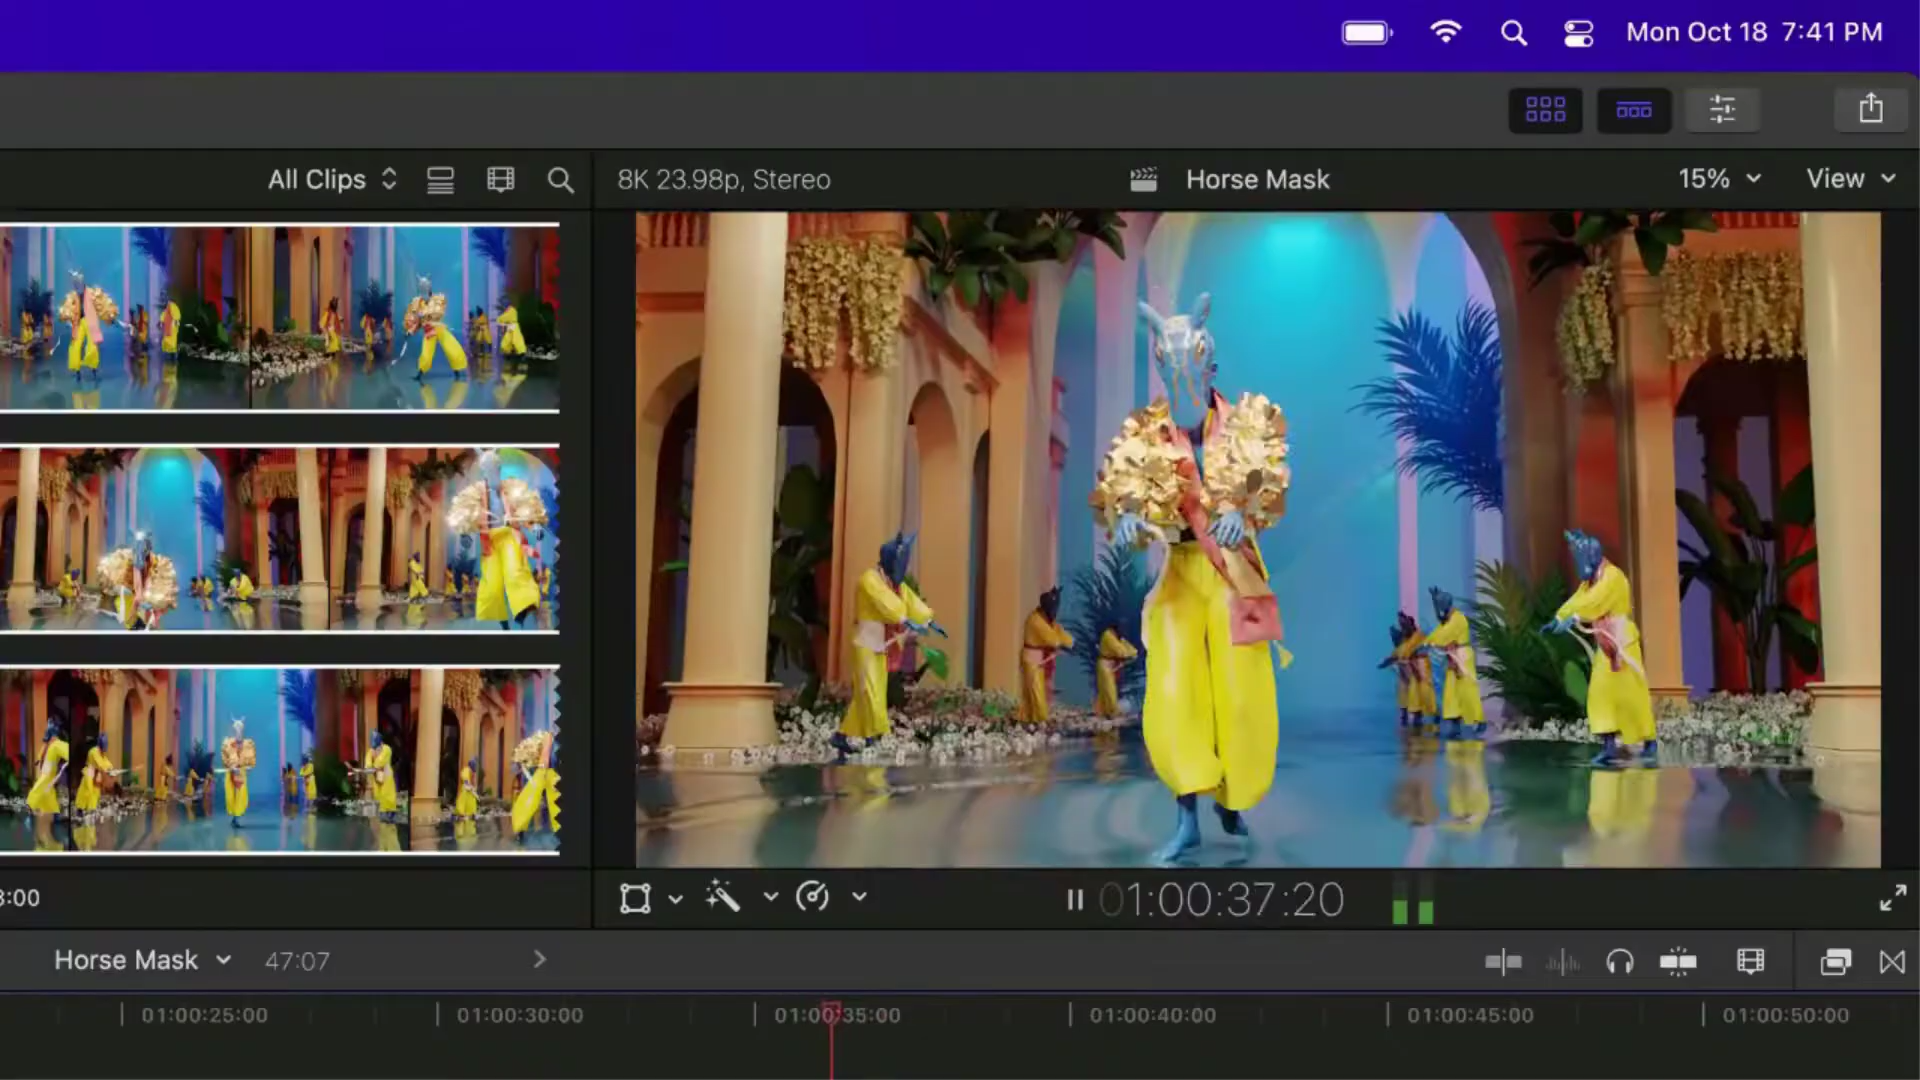 Mon Oct 18 7:41 PM
All Clips
8K 23.98p, Stereo
Horse Mask
15%
View
:00
01:00:37:20
Horse Mask
47:07
01:00:25:00
01:00:30:00
01:00:35:00
01:00:40:00
01:00:45:00
01:00:50:00